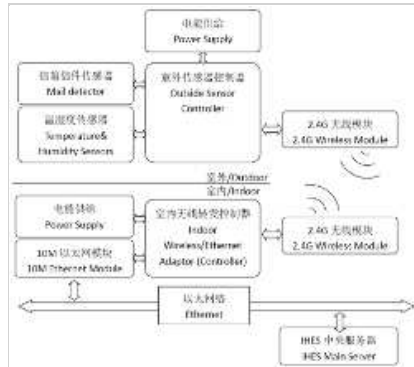 电能供给
Power Supply
信箱信件传感器
Mail detector
室外传感器控制器
Outside Sensor
Controller
温湿度传感器
Temperature&
Humidity Sensors
2.4G 无线模块
2.4G Wireless Module
室外/Outdoor
室内/Indoor
电能供给
Power Supply
室内无线转发控制器
Indoor
Wireless/Ethernet
Adaptor (Controller)
2.4G 无线模块
2.4G Wireless Module
10M 以太网模块
10M Ethernet Module
以太网络
Ethernet
IHES 中央服务器
IHES Main Server